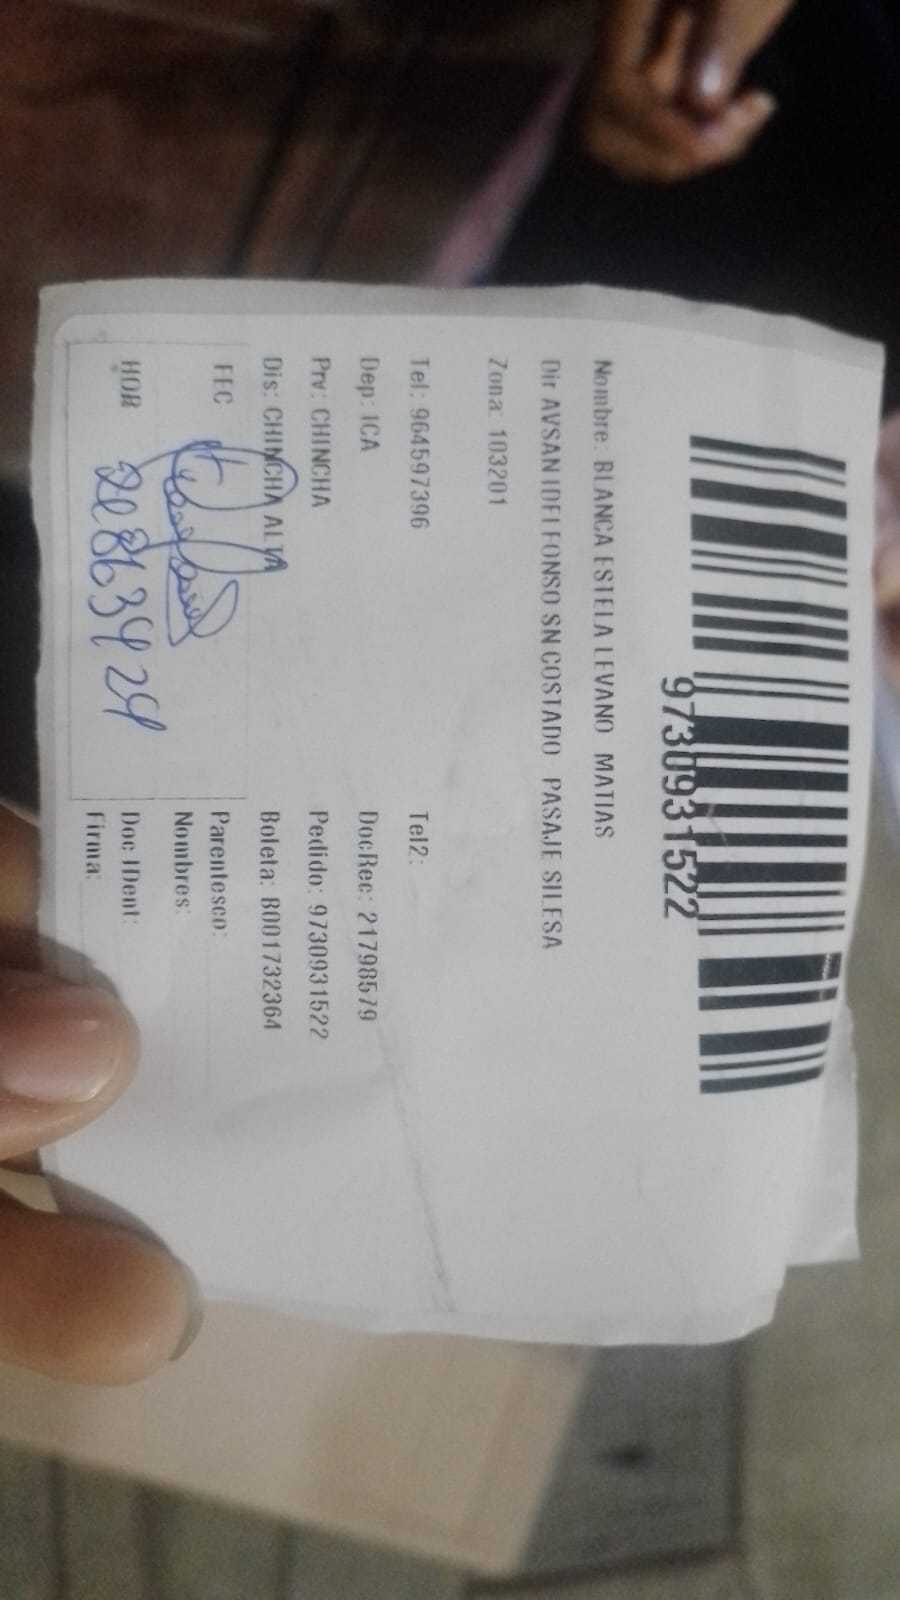 9730931522
Nombre: BLANCA ESTELA LEVANO MATIAS
Dir AVSAN IDELFONSO SN COSTADO PASAJE SILESA
Zona: 103201
Tel: 964597396 Tel2:
Dep: ICA DocRec: 21798579
Prv: CHINCHA Pedido: 9730931522
Dis: CHINCHA ALTA Boleta: B001732364
FEC Parentesco:
Nombres:
HOR Doc IDent:
Firma: